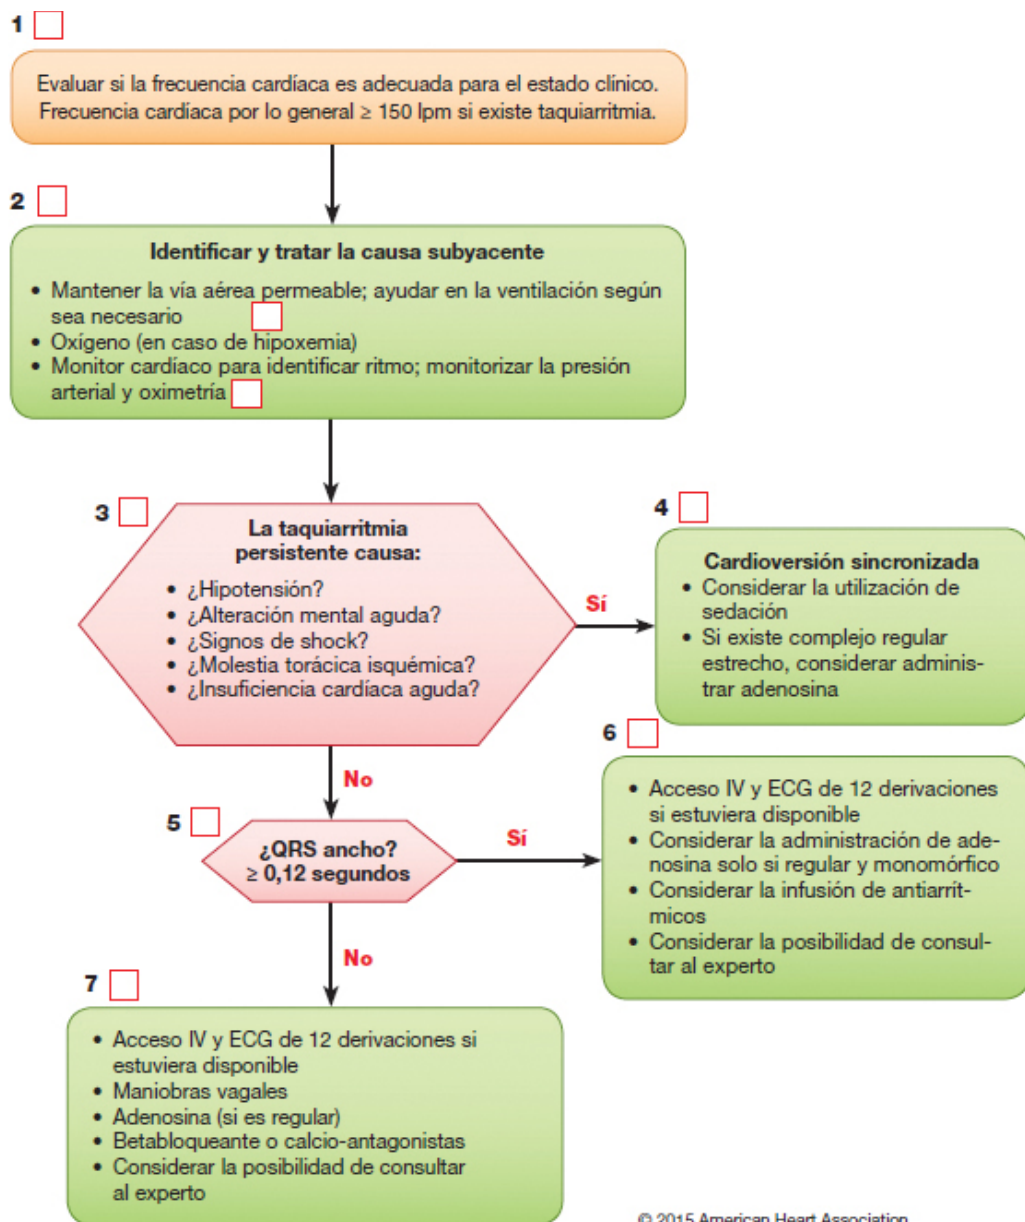 1
Evaluar si la frecuencia cardíaca es adecuada para el estado clínico.
Frecuencia cardíaca por lo general ≥ 150 lpm si existe taquiarritmia.
2
Identificar y tratar la causa subyacente
• Mantener la vía aérea permeable; ayudar en la ventilación según
sea necesario
• Oxígeno (en caso de hipoxemia)
• Monitor cardíaco para identificar ritmo; monitorizar la presión
arterial y oximetría
3
La taquiarritmia
persistente causa:
• ¿Hipotensión?
• ¿Alteración mental aguda?
• ¿Signos de shock?
• ¿Molestia torácica isquémica?
• ¿Insuficiencia cardíaca aguda?
Sí
4
Cardioversión sincronizada
• Considerar la utilización de
sedación
• Si existe complejo regular
estrecho, considerar adminis-
trar adenosina
No
5
¿QRS ancho?
≥ 0,12 segundos
Sí
6
• Acceso IV y ECG de 12 derivaciones
si estuviera disponible
• Considerar la administración de ade-
nosina solo si regular y monomórfico
• Considerar la infusión de antiarrít-
micos
• Considerar la posibilidad de consul-
tar al experto
No
7
• Acceso IV y ECG de 12 derivaciones si
estuviera disponible
• Maniobras vagales
• Adenosina (si es regular)
• Betabloqueante o calcio-antagonistas
• Considerar la posibilidad de consultar
al experto
© 2015 American Heart Association